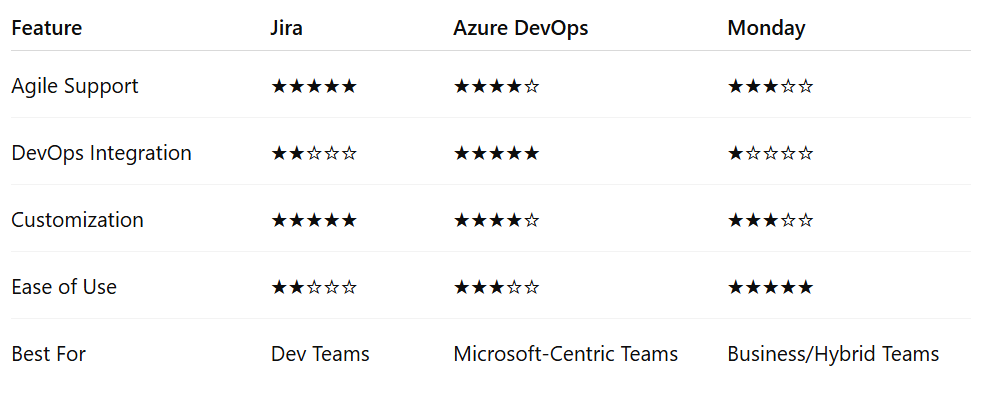 Feature Jira Azure DevOps Monday
Agile Support ★★★★★ ★★★★☆ ★★★☆☆
DevOps Integration ★★☆☆☆ ★★★★★ ★☆☆☆☆
Customization ★★★★★ ★★★★☆ ★★★☆☆
Ease of Use ★★☆☆☆ ★★★☆☆ ★★★★★
Best For Dev Teams Microsoft-Centric Teams Business/Hybrid Teams